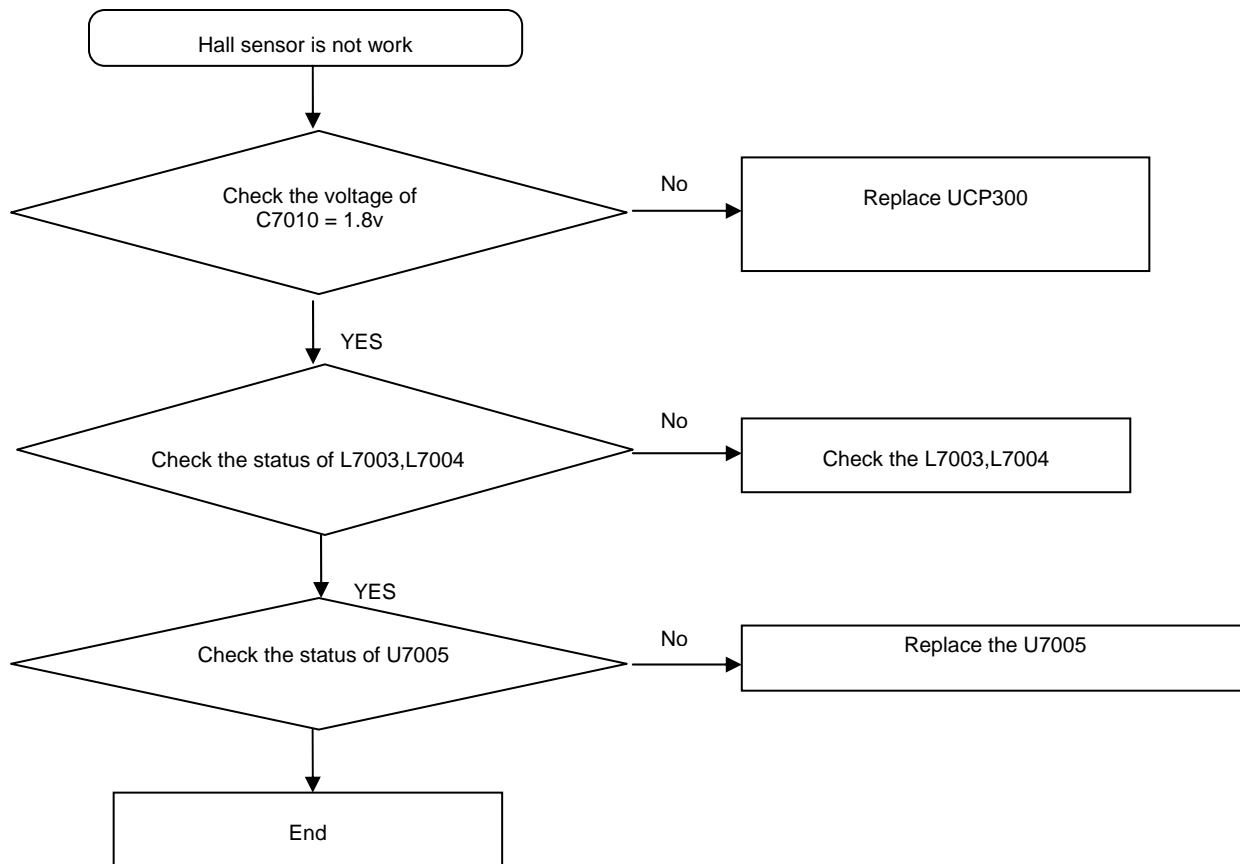 Hall sensor is not work
Check the voltage of
C7010 = 1.8v
No
Replace UCP300
YES
Check the status of L7003,L7004
No
Check the L7003,L7004
YES
Check the status of U7005
No
Replace the U7005
End